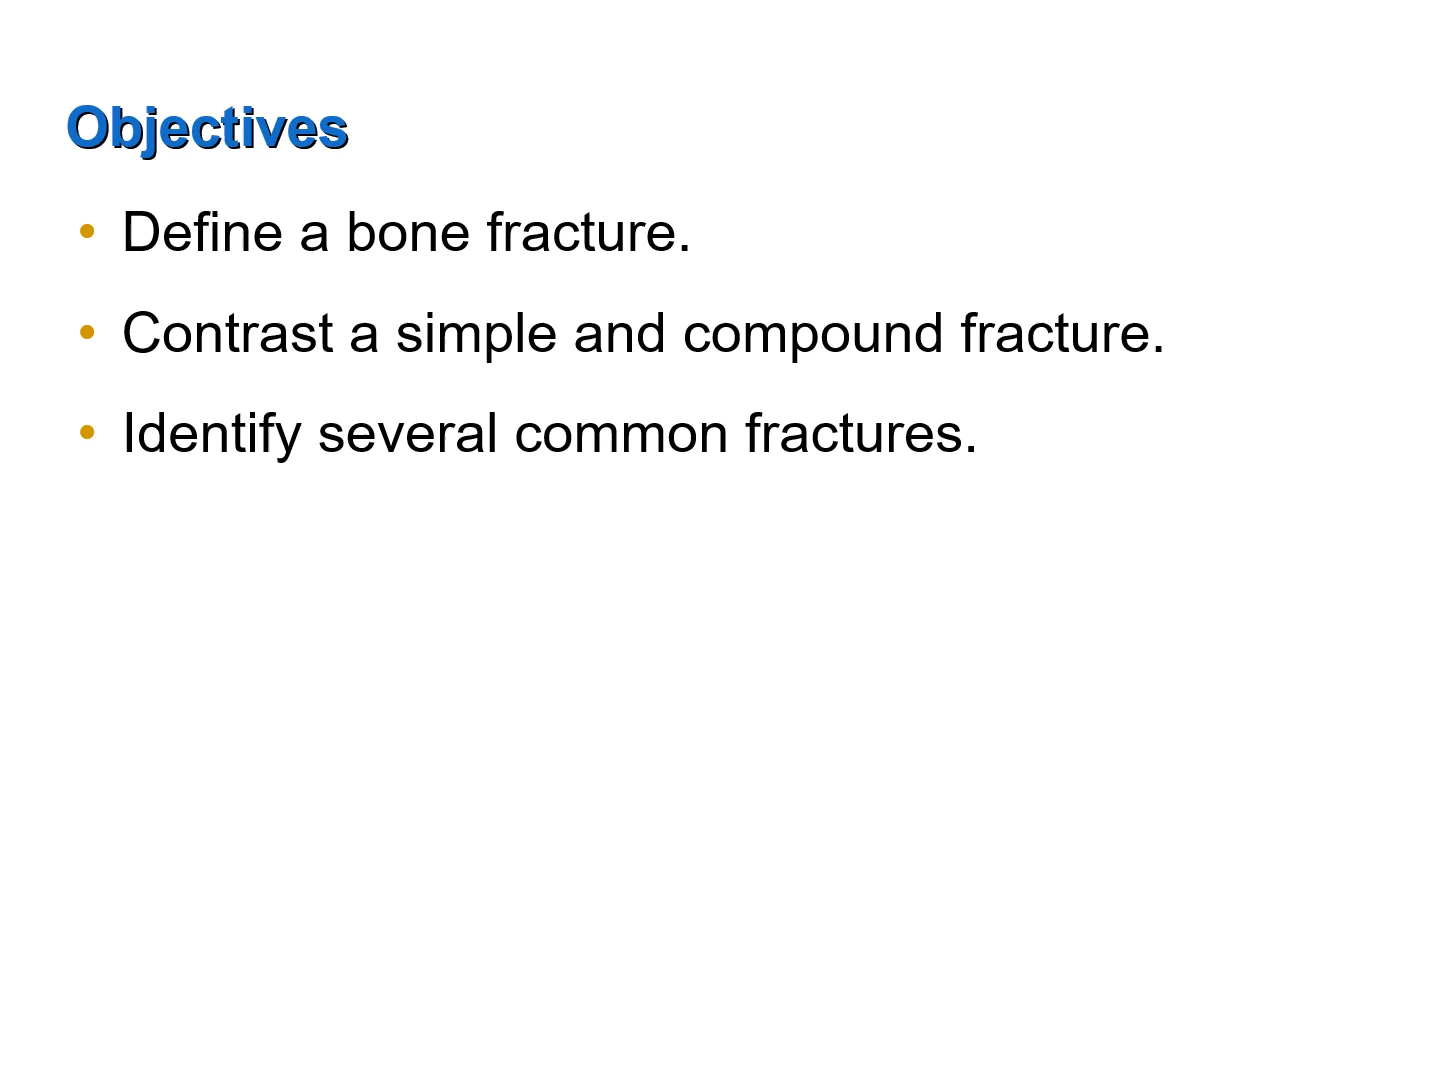 Objectives
• Define a bone fracture.
• Contrast a simple and compound fracture.
• Identify several common fractures.